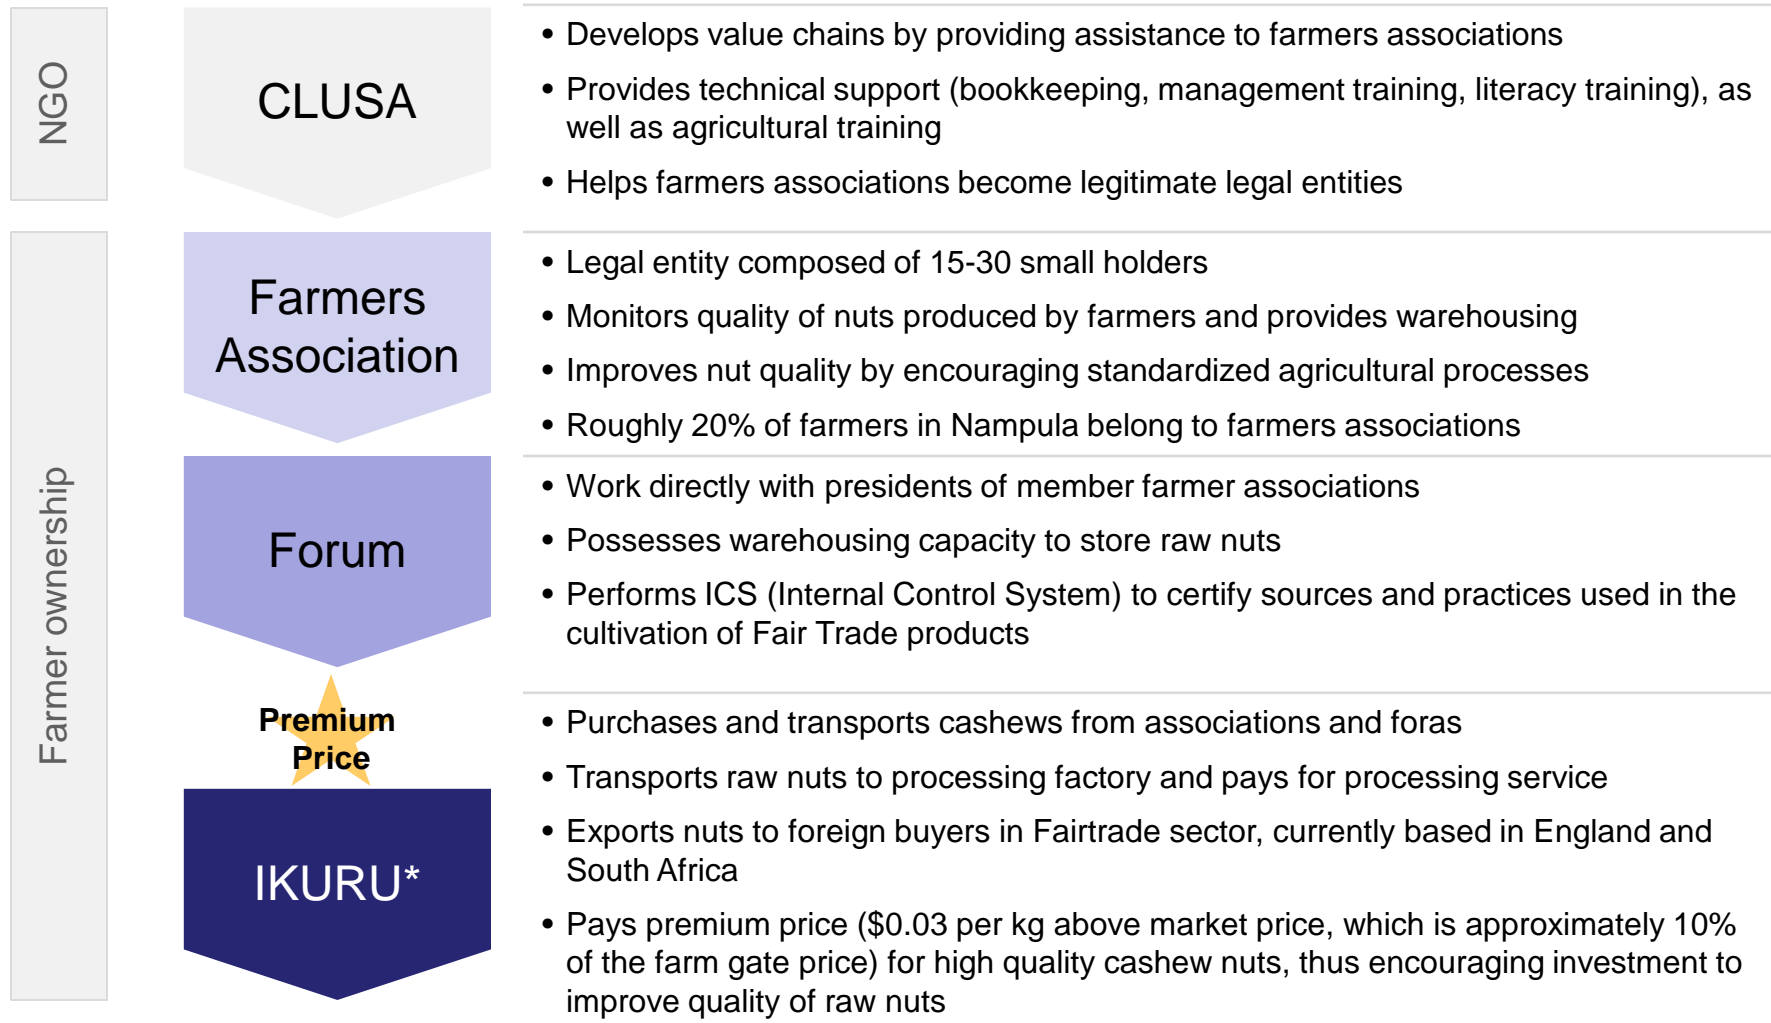 NGO
CLUSA
• Develops value chains by providing assistance to farmers associations
• Provides technical support (bookkeeping, management training, literacy training), as
well as agricultural training
• Helps farmers associations become legitimate legal entities
Farmer ownership
Farmers
Association
• Legal entity composed of 15-30 small holders
• Monitors quality of nuts produced by farmers and provides warehousing
• Improves nut quality by encouraging standardized agricultural processes
• Roughly 20% of farmers in Nampula belong to farmers associations
Forum
• Work directly with presidents of member farmer associations
• Possesses warehousing capacity to store raw nuts
• Performs ICS (Internal Control System) to certify sources and practices used in the
cultivation of Fair Trade products
Premium
Price
IKURU*
• Purchases and transports cashews from associations and foras
• Transports raw nuts to processing factory and pays for processing service
• Exports nuts to foreign buyers in Fairtrade sector, currently based in England and
South Africa
• Pays premium price ($0.03 per kg above market price, which is approximately 10%
of the farm gate price) for high quality cashew nuts, thus encouraging investment to
improve quality of raw nuts